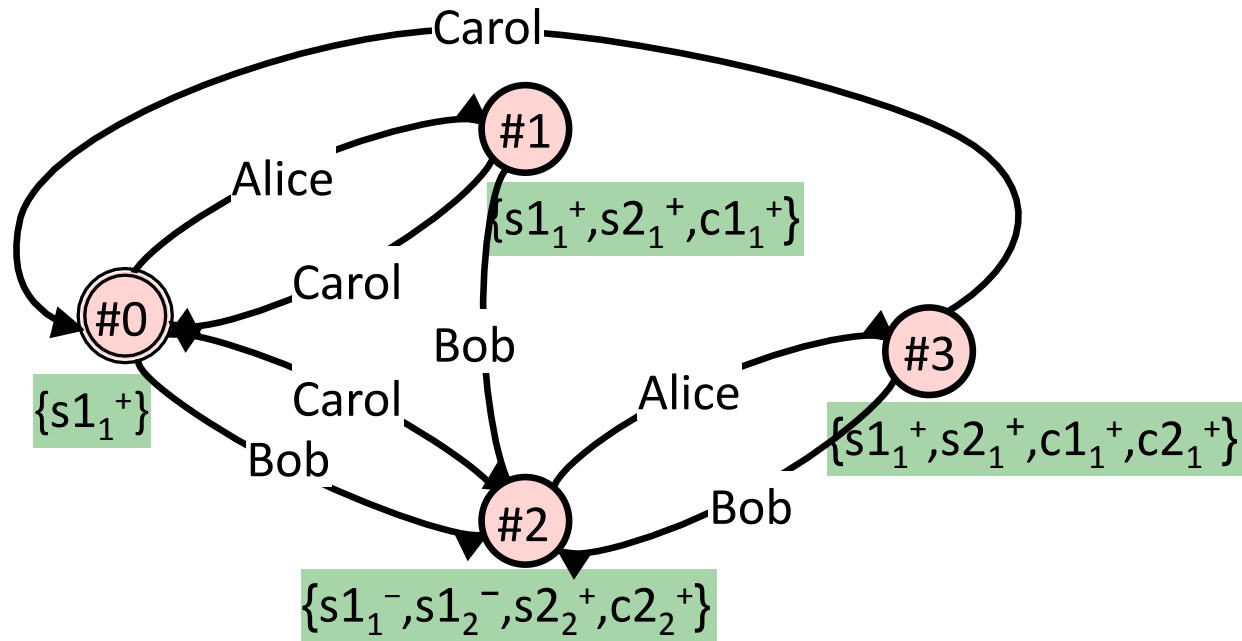 Carol
#1
Alice
{s1₁⁺,s2₁⁺,c1₁⁺}
Carol
#0
Bob
#3
{s1₁⁺}
Carol
Alice
{s1₁⁺,s2₁⁺,c1₁⁺,c2₁⁺}
Bob
Bob
#2
{s1₁⁻,s1₂⁻,s2₂⁺,c2₂⁺}